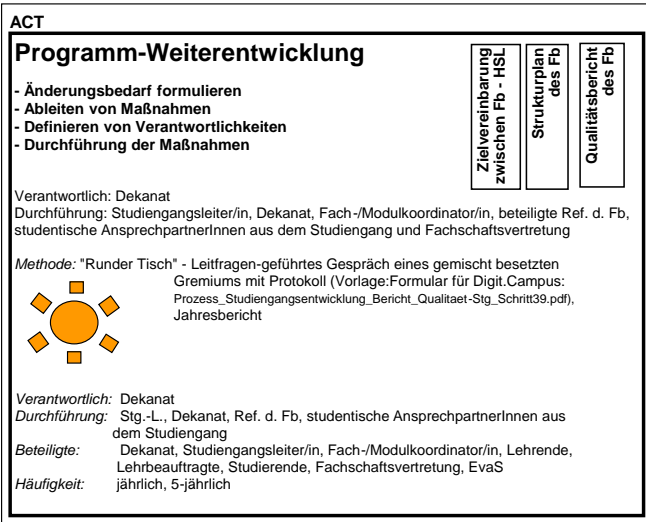 ACT
Programm-Weiterentwicklung
- Änderungsbedarf formulieren
- Ableiten von Maßnahmen
- Definieren von Verantwortlichkeiten
- Durchführung der Maßnahmen
Zielvereinbarung
zwischen Fb - HSL
Strukturplan
des Fb
Qualitätsbericht
des Fb
Verantwortlich: Dekanat
Durchführung: Studiengangsleiter/in, Dekanat, Fach-/Modulkoordinator/in, beteiligte Ref. d. Fb,
studentische AnsprechpartnerInnen aus dem Studiengang und Fachschaftsvertretung
Methode: "Runder Tisch" - Leitfragen-geführtes Gespräch eines gemischt besetzten
Gremiums mit Protokoll (Vorlage:Formular für Digit.Campus:
Prozess_Studiengangsentwicklung_Bericht_Qualitaet-Stg_Schritt39.pdf),
Jahresbericht
Verantwortlich: Dekanat
Durchführung: Stg.-L., Dekanat, Ref. d. Fb, studentische AnsprechpartnerInnen aus
dem Studiengang
Beteiligte: Dekanat, Studiengangsleiter/in, Fach-/Modulkoordinator/in, Lehrende,
Lehrbeauftragte, Studierende, Fachschaftsvertretung, EvaS
Häufigkeit: jährlich, 5-jährlich